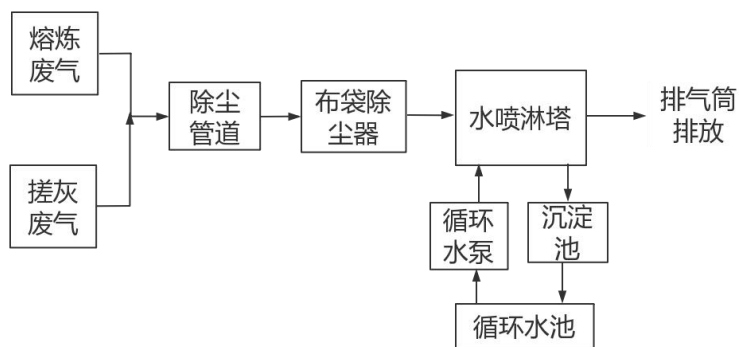 熔炼
废气
搓灰
废气
除尘
管道
布袋除
尘器
水喷淋塔
排气筒
排放
循环
水泵
沉淀
池
循环水池